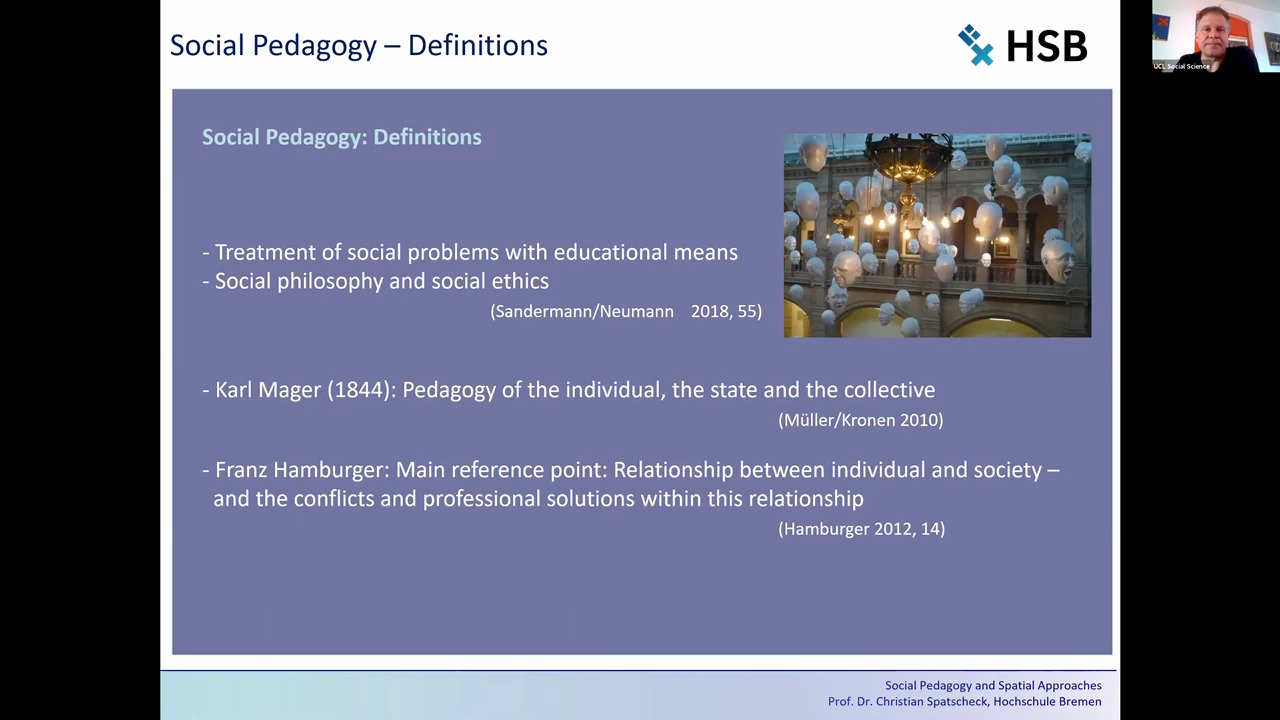 Social Pedagogy – Definitions
HSB
UCL Social Science
Social Pedagogy: Definitions
- Treatment of social problems with educational means
- Social philosophy and social ethics
(Sandermann/Neumann 2018, 55)
- Karl Mager (1844): Pedagogy of the individual, the state and the collective
(Müller/Kronen 2010)
- Franz Hamburger: Main reference point: Relationship between individual and society –
and the conflicts and professional solutions within this relationship
(Hamburger 2012, 14)
Social Pedagogy and Spatial Approaches
Prof. Dr. Christian Spatscheck, Hochschule Bremen